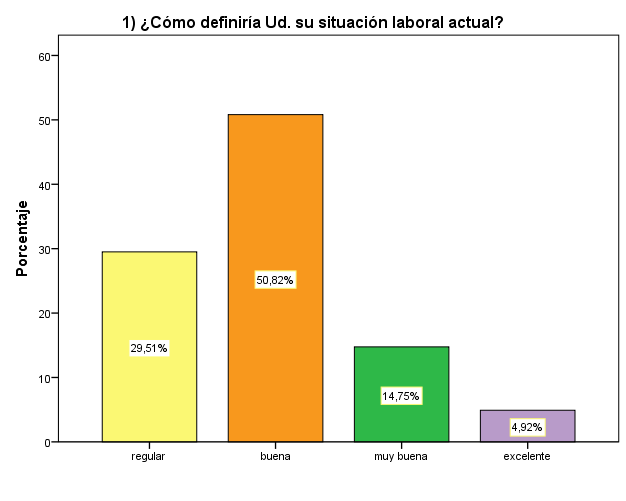 1) ¿Cómo definiría Ud. su situación laboral actual?
Porcentaje
60
50
40
30
20
10
0
29,51%
50,82%
14,75%
4,92%
regular
buena
muy buena
excelente